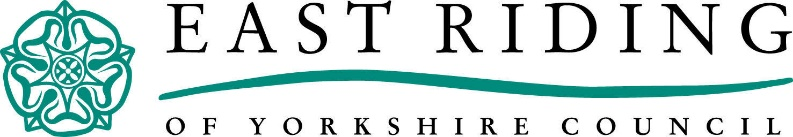 EAST RIDING
OF YORKSHIRE COUNCIL